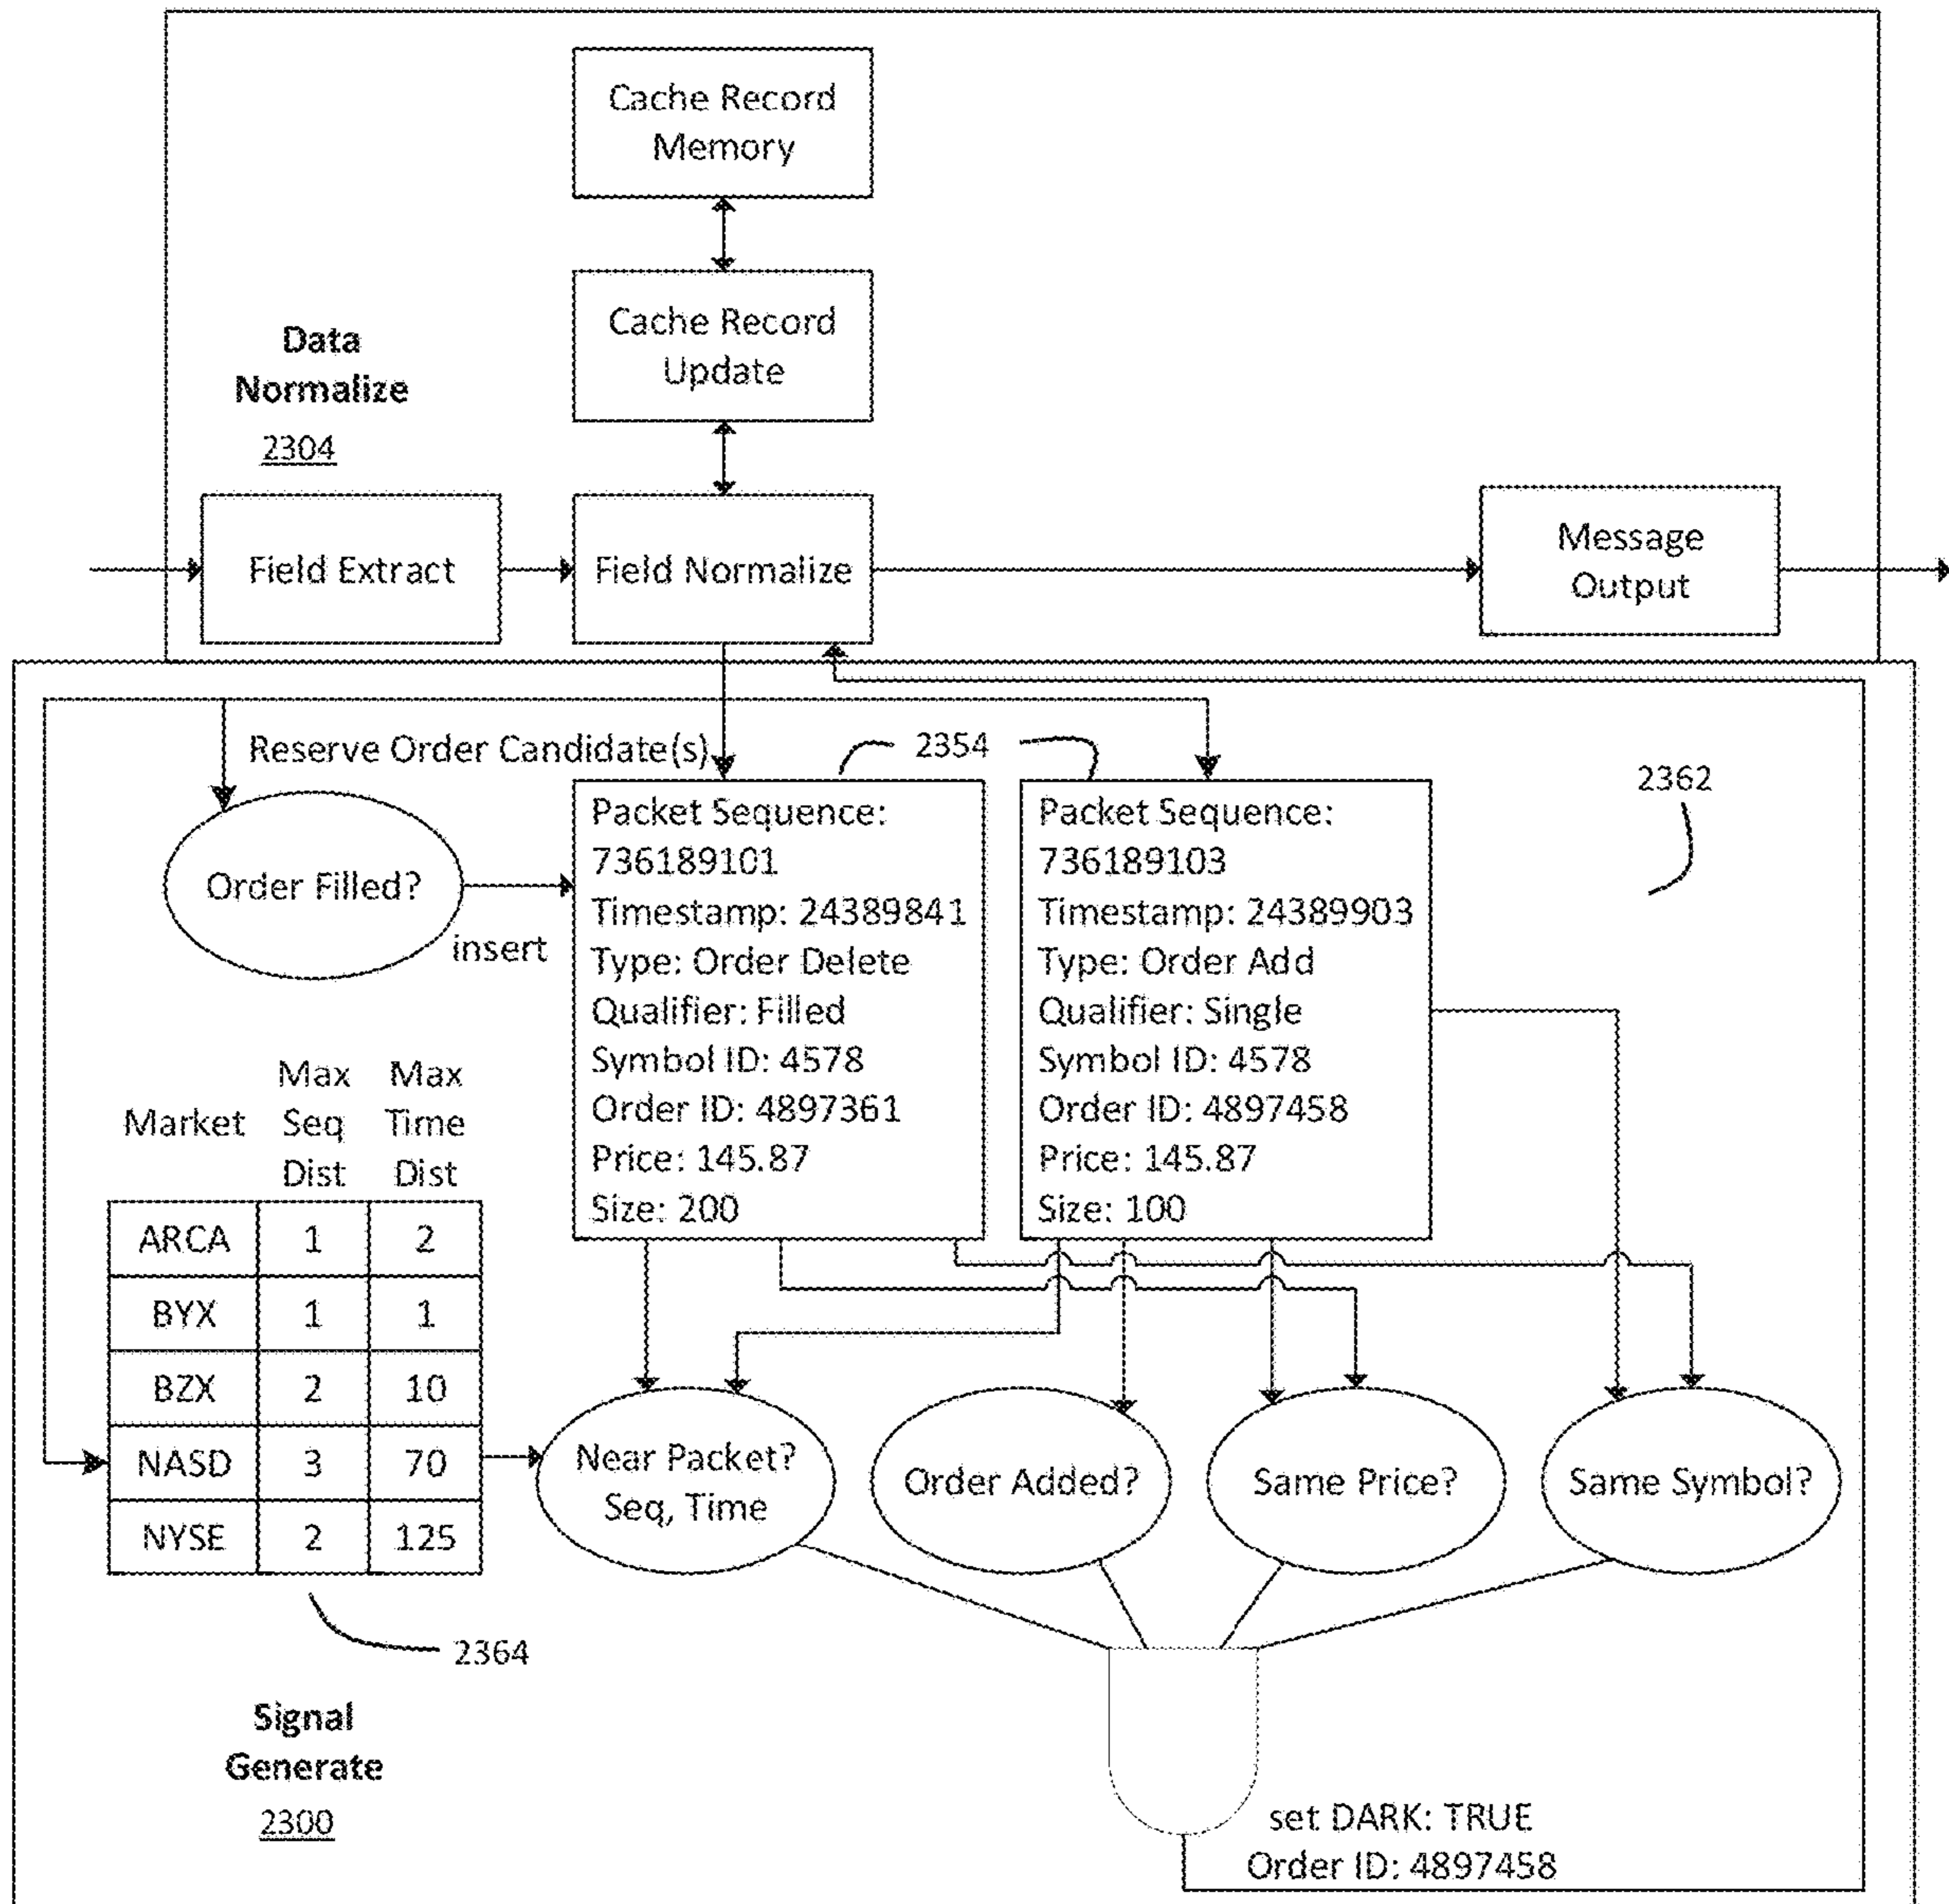 Cache Record
Memory
Cache Record
Update
Data
Normalize
2304
Field Extract
Field Normalize
Message
Output
Reserve Order Candidate(s)
2354
2362
Order Filled?
insert
Packet Sequence:
736189101
Timestamp: 24389841
Type: Order Delete
Qualifier: Filled
Symbol ID: 4578
Order ID: 4897361
Price: 145.87
Size: 200
Packet Sequence:
736189103
Timestamp: 24389903
Type: Order Add
Qualifier: Single
Symbol ID: 4578
Order ID: 4897458
Price: 145.87
Size: 100
Market
Max
Seq
Dist
Max
Time
Dist
ARCA 1 2
BYX 1 1
BZX 2 10
NASD 3 70
NYSE 2 125
2364
Near Packet?
Seq, Time
Order Added?
Same Price?
Same Symbol?
Signal
Generate
2300
set DARK: TRUE
Order ID: 4897458